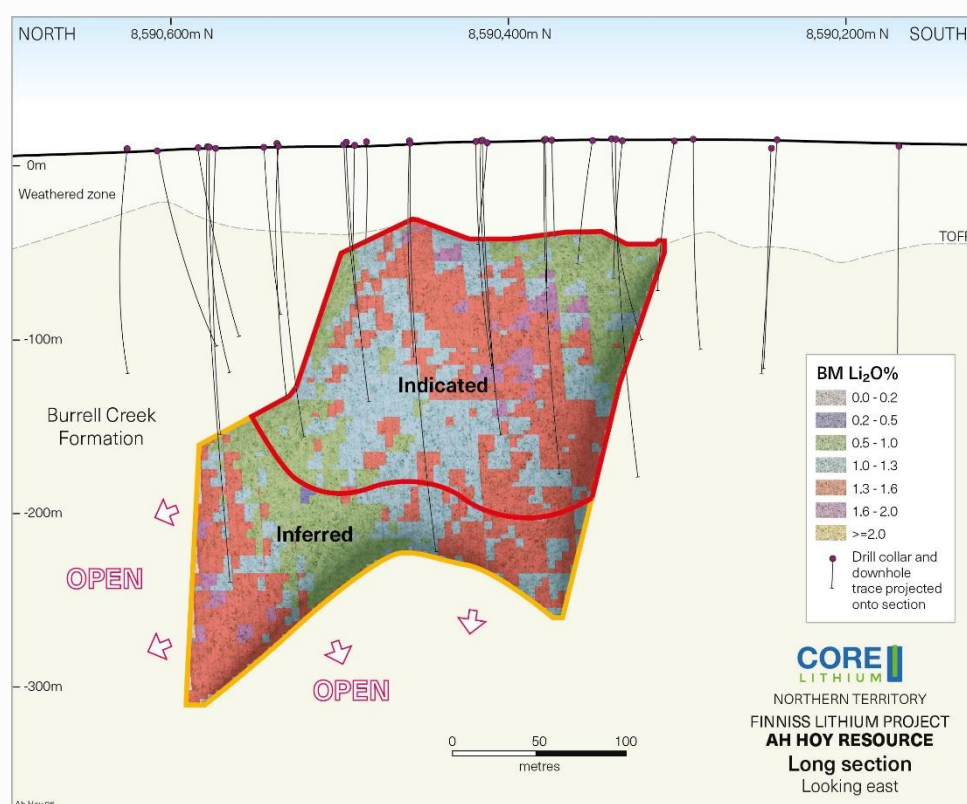 NORTH
8,590,600m N
8,590,400m N
8,590,200m N
SOUTH
0m
Weathered zone
TOFR
-100m
Indicated
Burrell Creek
Formation
-200m
Inferred
OPEN
OPEN
-300m
BM Li₂O%
0.0 - 0.2
0.2 - 0.5
0.5 - 1.0
1.0 - 1.3
1.3 - 1.6
1.6 - 2.0
>=2.0
Drill collar and
downhole
trace projected
onto section
CORE
LITHIUM
NORTHERN TERRITORY
FINNISS LITHIUM PROJECT
AH HOY RESOURCE
Long section
Looking east
0 50 100
metres